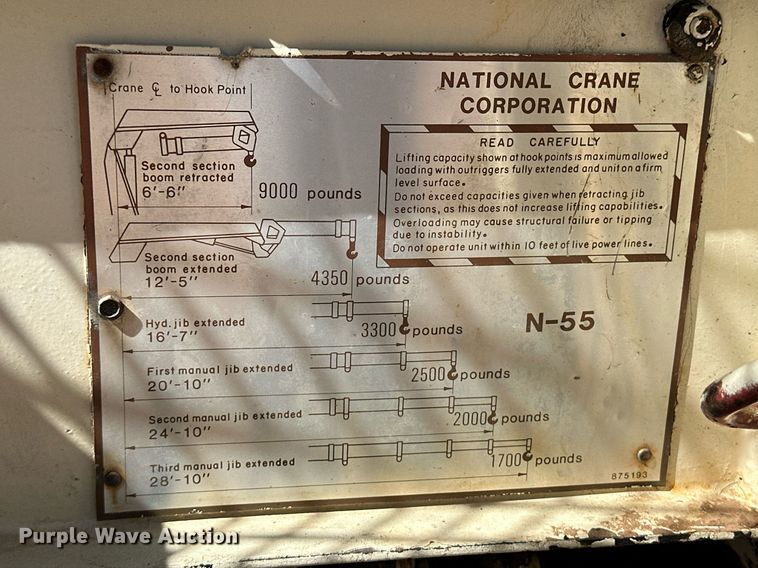 Crane ℄ to Hook Point
NATIONAL CRANE
CORPORATION
READ CAREFULLY
Lifting capacity shown at hook points is maximum allowed
loading with outriggers fully extended and unit on a firm
level surface.
Do not exceed capacities given when retracting jib
sections, as this does not increase lifting capabilities.
Overloading may cause structural failure or tipping
due to instability.
Do not operate unit within 10 feet of live power lines.
Second section
boom retracted
6'-6"
9000 pounds
Second section
boom extended
12'-5"
4350 pounds
Hyd. jib extended
16'-7"
3300 pounds
N-55
First manual jib extended
20'-10"
2500 pounds
Second manual jib extended
24'-10"
2000 pounds
Third manual jib extended
28'-10"
1700 pounds
875193
Purple Wave Auction